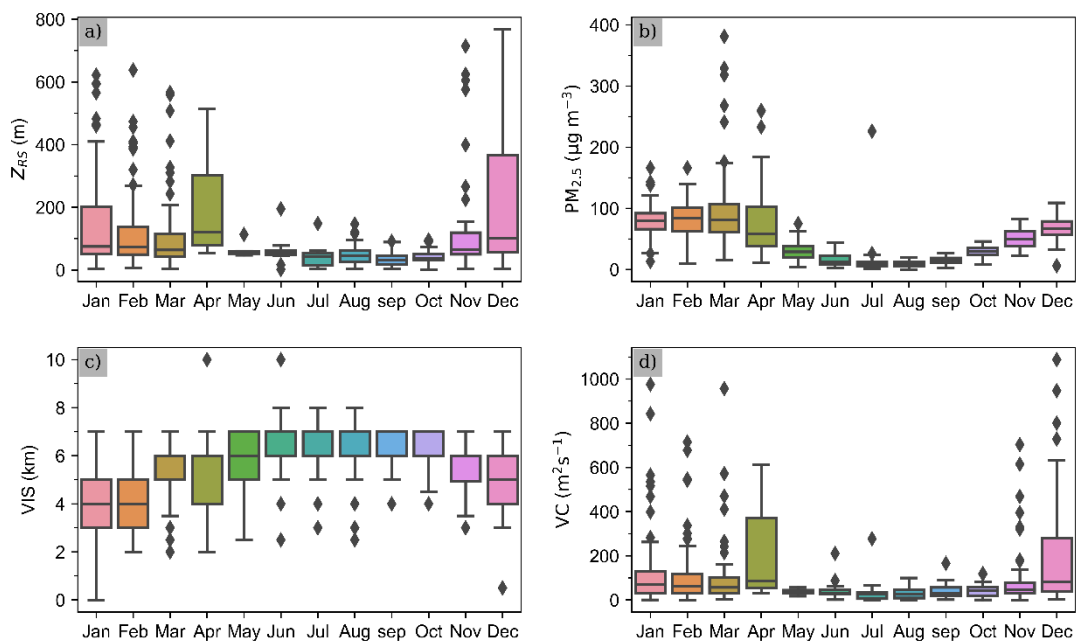 a)
Z_RS (m)
800
600
400
200
0
Jan Feb Mar Apr May Jun Jul Aug sep Oct Nov Dec
b)
PM2.5 (µg m−3)
400
300
200
100
0
Jan Feb Mar Apr May Jun Jul Aug sep Oct Nov Dec
c)
VIS (km)
10
8
6
4
2
0
Jan Feb Mar Apr May Jun Jul Aug sep Oct Nov Dec
d)
VC (m2s−1)
1000
800
600
400
200
0
Jan Feb Mar Apr May Jun Jul Aug sep Oct Nov Dec